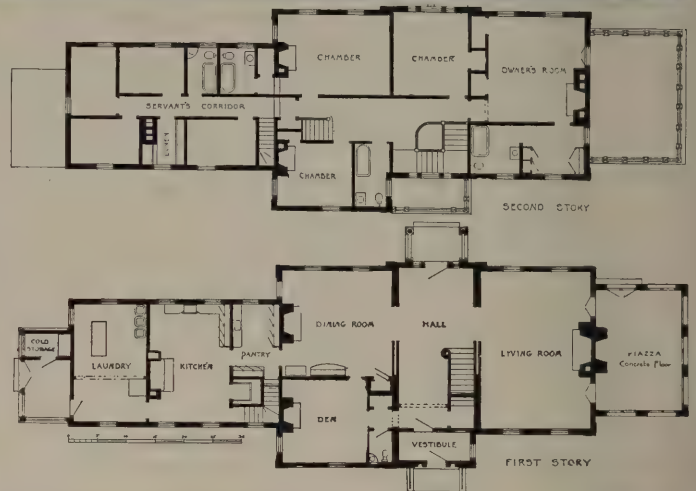 CHAMBER
CHAMBER
OWNER'S ROOM
SERVANT'S CORRIDOR
LINEN
CHAMBER
SECOND STORY
DINING ROOM
HALL
LIVING ROOM
PIAZZA
Concrete Floor
COLD
STORAGE
LAUNDRY
KITCHEN
PANTRY
DEN
VESTIBULE
FIRST STORY